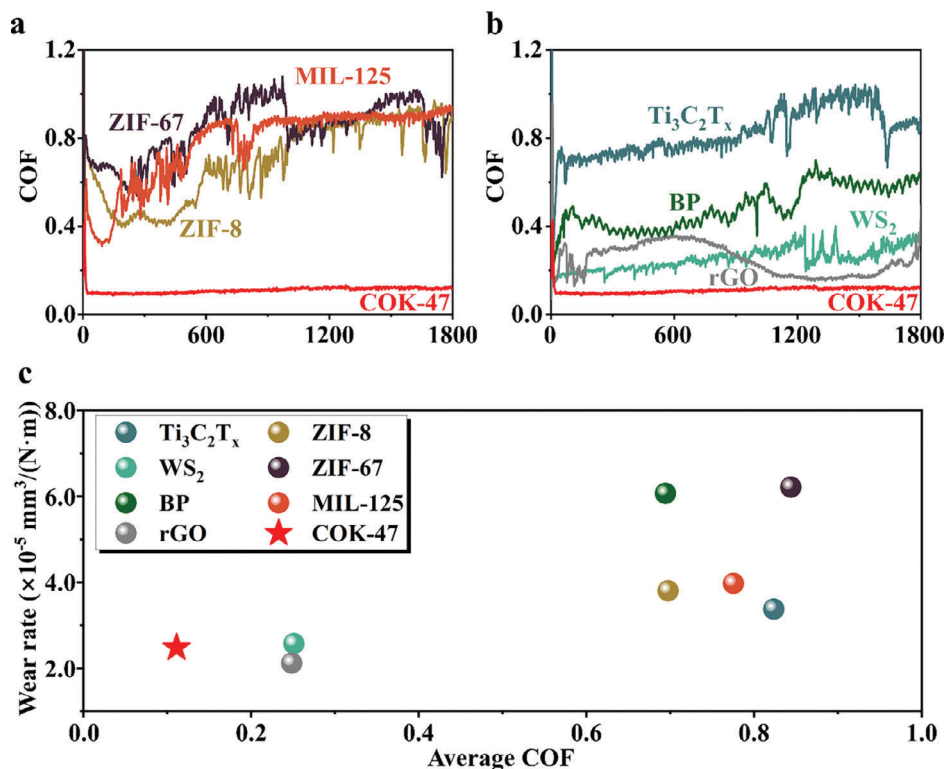 a
COF
1.2
0.8
0.4
0.0
0
600
1200
1800
ZIF-67
MIL-125
ZIF-8
COK-47
b
COF
1.2
0.8
0.4
0.0
0
600
1200
1800
Ti₃C₂Tₓ
BP
WS₂
rGO
COK-47
c
Wear rate (×10⁻⁵ mm³/(N·m))
8.0
6.0
4.0
2.0
Ti₃C₂Tₓ
ZIF-8
WS₂
ZIF-67
BP
MIL-125
rGO
COK-47
0.0
0.2
0.4
0.6
0.8
1.0
Average COF